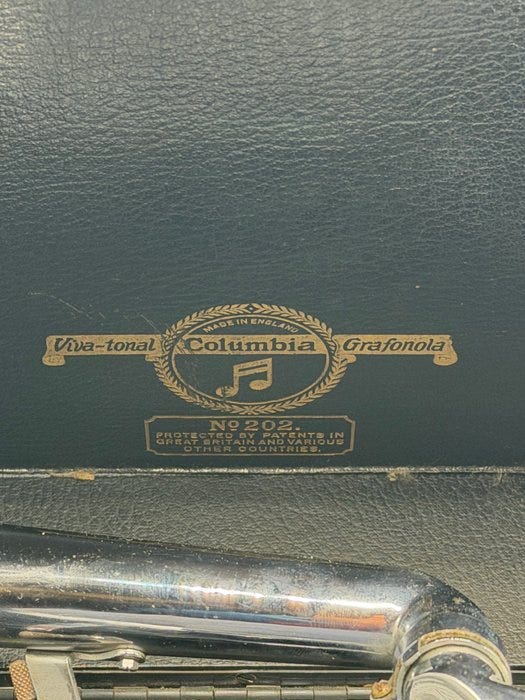 MADE IN ENGLAND
Viva-tonal Columbia Grafonola
No 202.
PROTECTED BY PATENTS IN
GREAT BRITAIN AND VARIOUS
OTHER COUNTRIES.